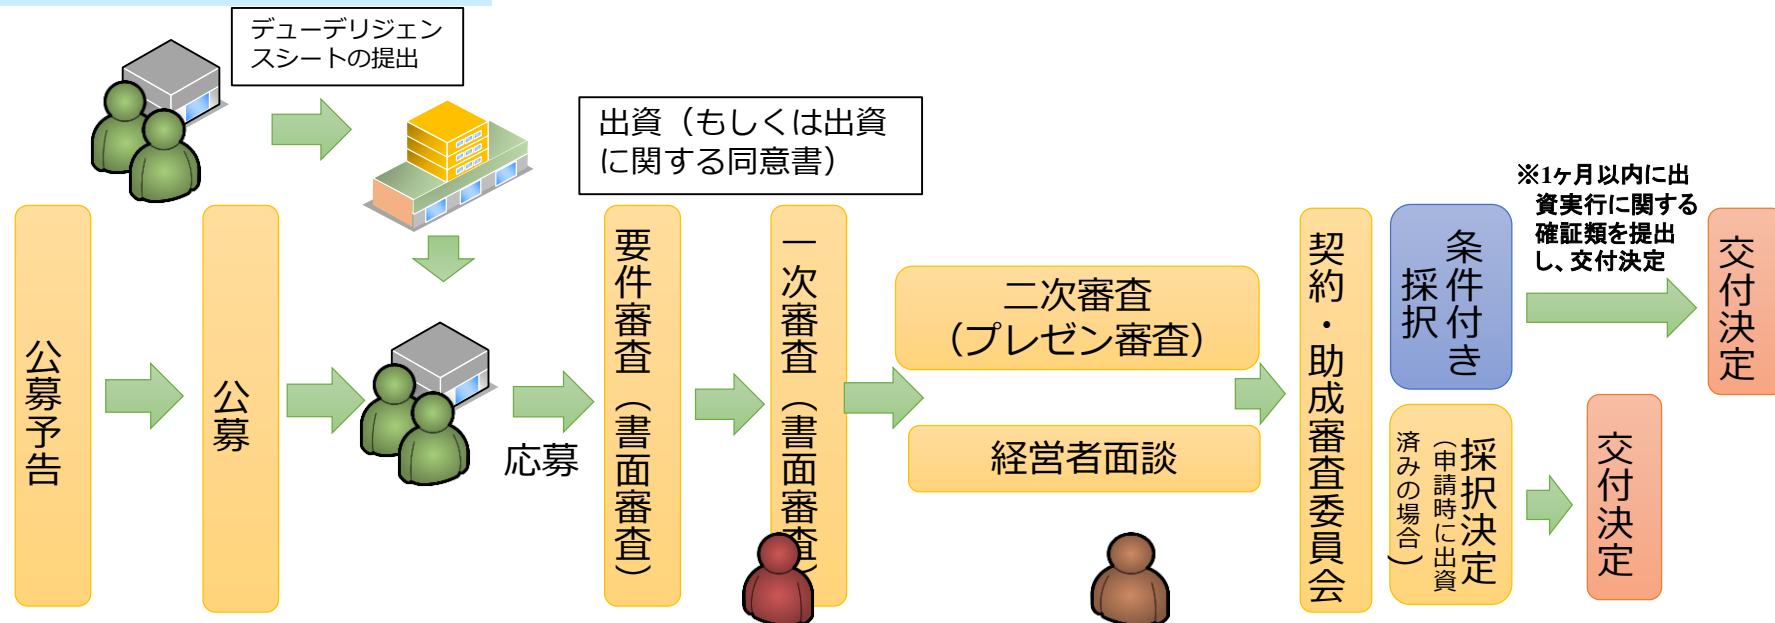 デューデリジェン
スシートの提出
出資（もしくは出資
に関する同意書）
公募予告
公募
応募
要件審査（書面審査）
一次審査（書面審査）
二次審査
（プレゼン審査）
経営者面談
契約・助成審査委員会
条件付き
採択
※1ヶ月以内に出
資実行に関する
確証類を提出
し、交付決定
交付決定
採択決定
（申請時に出資
済みの場合）
交付決定